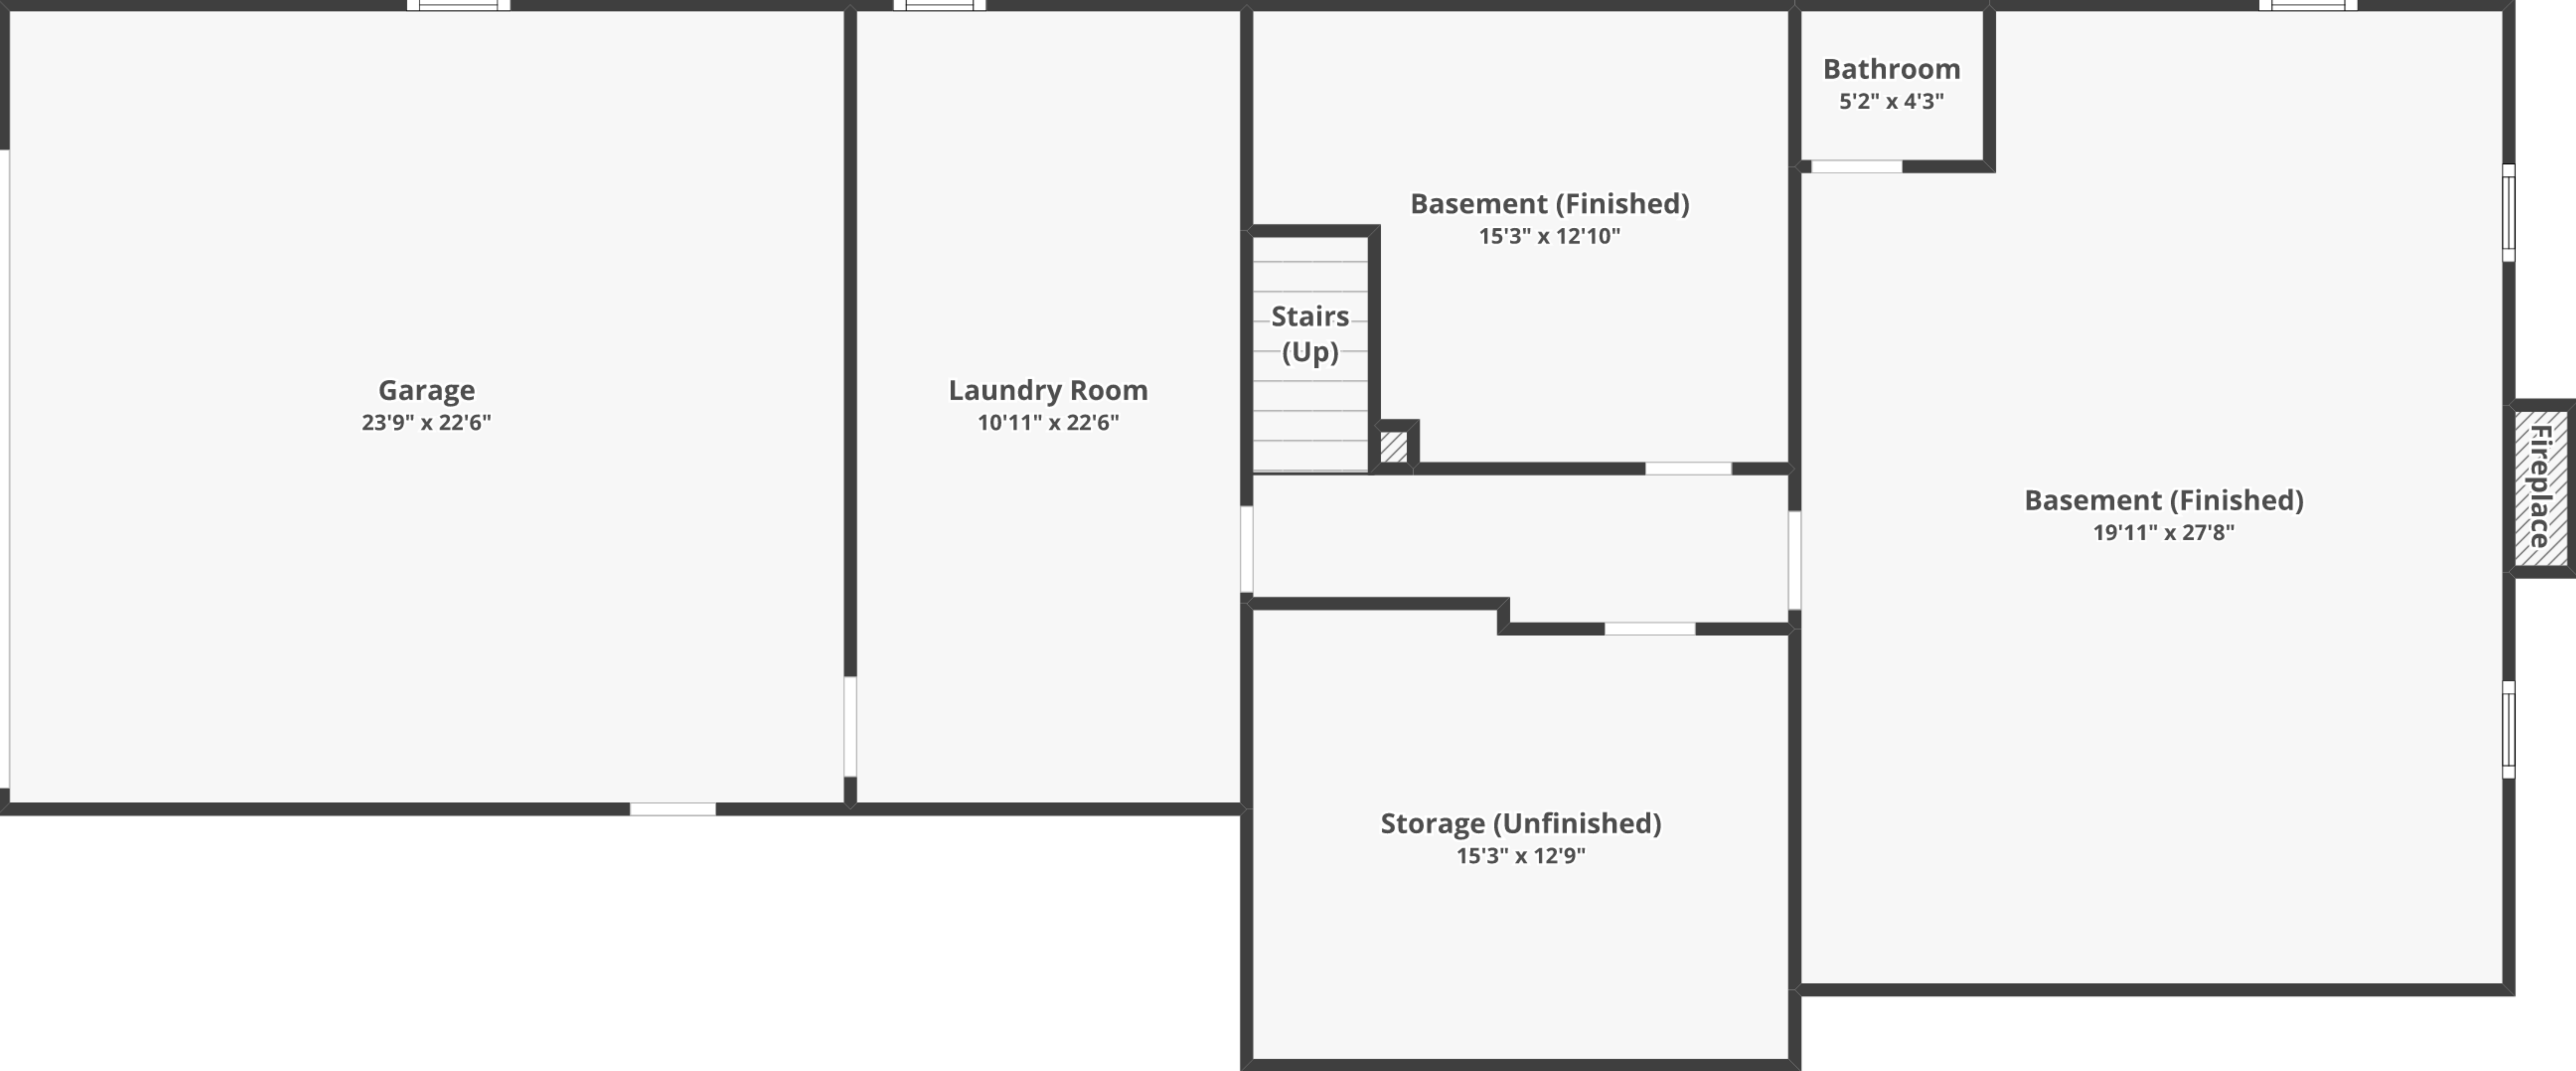 Bathroom
5'2" x 4'3"
Basement (Finished)
15'3" x 12'10"
Stairs
(Up)
Garage
23'9" x 22'6"
Laundry Room
10'11" x 22'6"
Basement (Finished)
19'11" x 27'8"
Fireplace
Storage (Unfinished)
15'3" x 12'9"